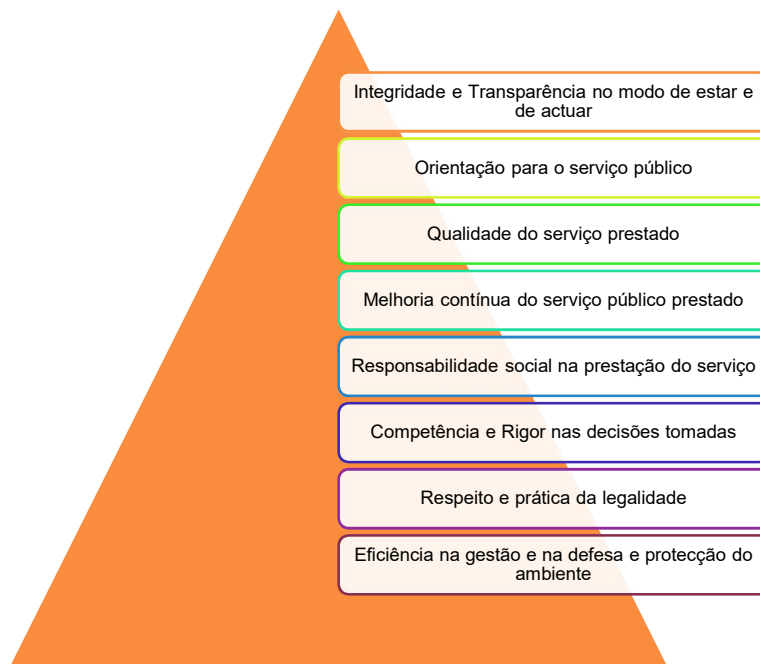 Integridade e Transparência no modo de estar e
de actuar
Orientação para o serviço público
Qualidade do serviço prestado
Melhoria contínua do serviço público prestado
Responsabilidade social na prestação do serviço
Competência e Rigor nas decisões tomadas
Respeito e prática da legalidade
Eficiência na gestão e na defesa e protecção do
ambiente